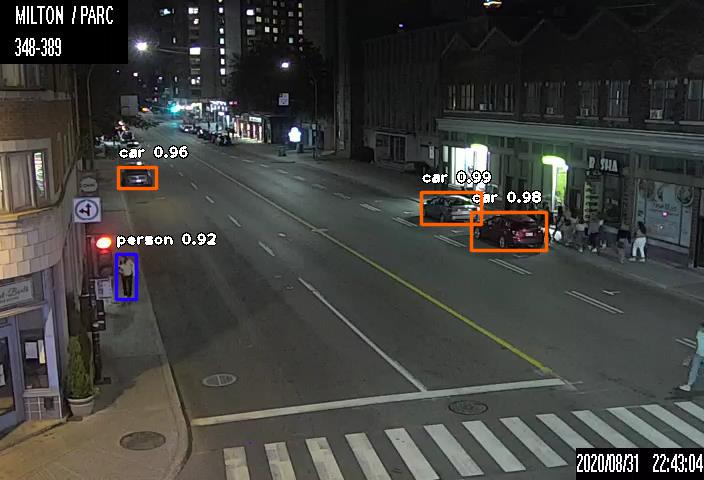 MILTON / PARC
348-389
car 0.96
car 0.99
car 0.98
person 0.92
2020/08/31 22:43:04